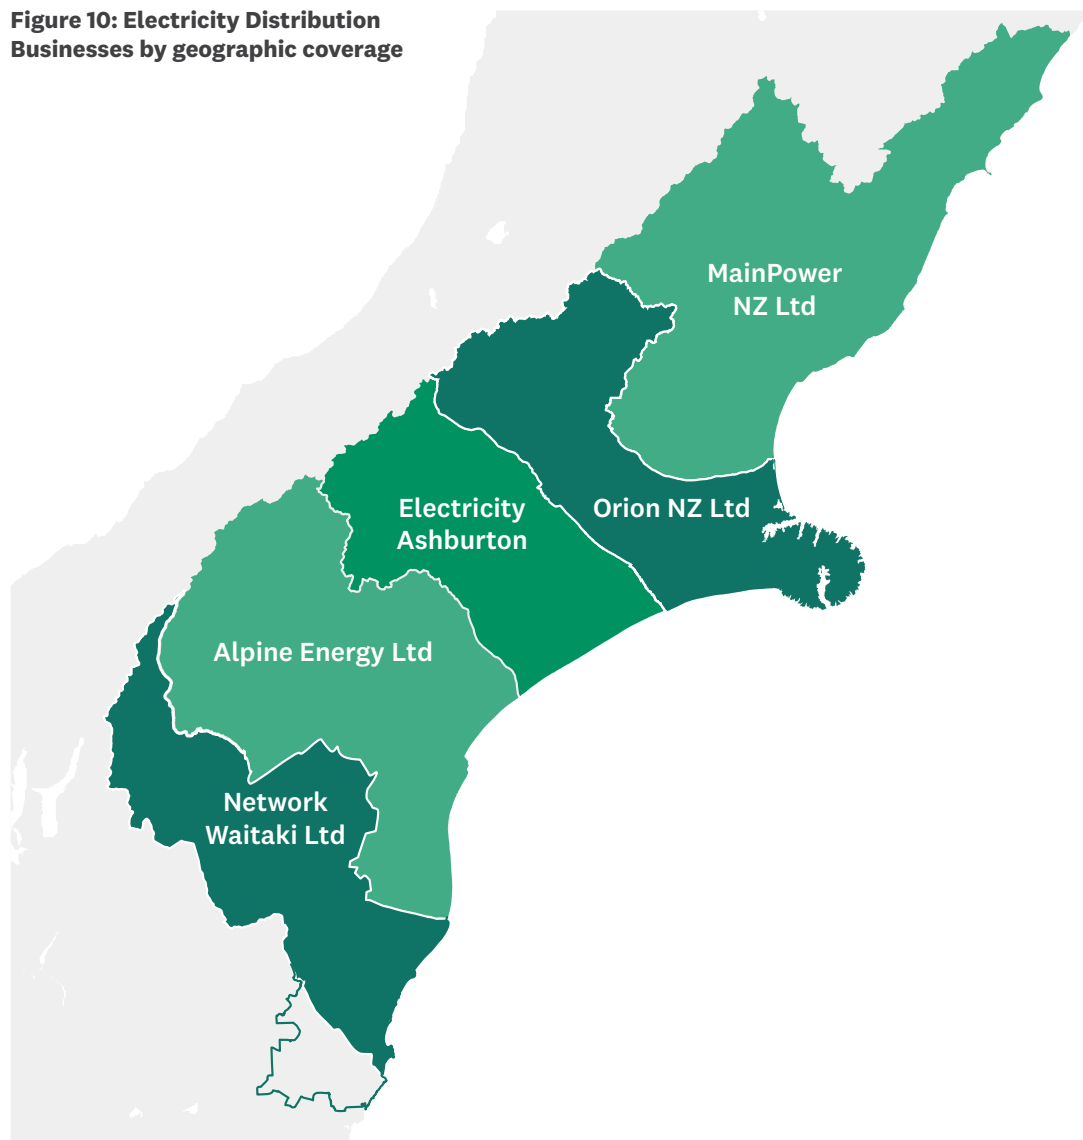 Figure 10: Electricity Distribution
Businesses by geographic coverage
MainPower
NZ Ltd
Orion NZ Ltd
Electricity
Ashburton
Alpine Energy Ltd
Network
Waitaki Ltd